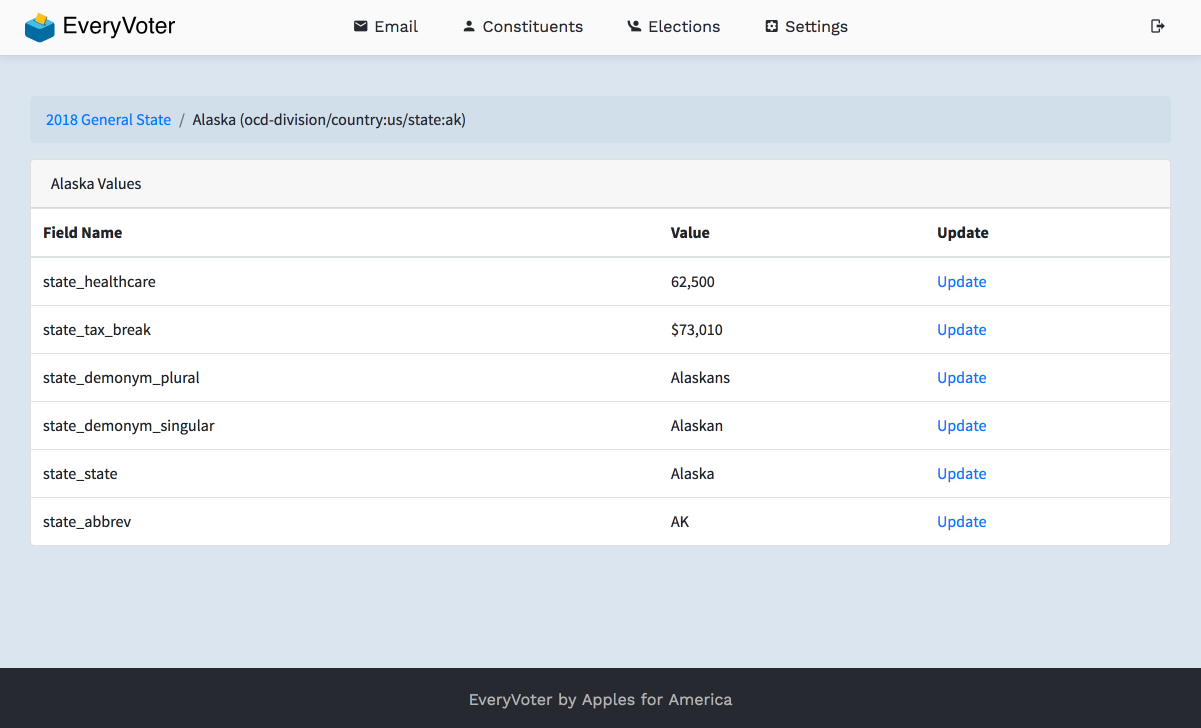 EveryVoter Email Constituents Elections Settings
2018 General State / Alaska (ocd-division/country:us/state:ak)
Alaska Values
Field Name Value Update
state_healthcare 62,500 Update
state_tax_break $73,010 Update
state_demonym_plural Alaskans Update
state_demonym_singular Alaskan Update
state_state Alaska Update
state_abbrev AK Update
EveryVoter by Apples for America